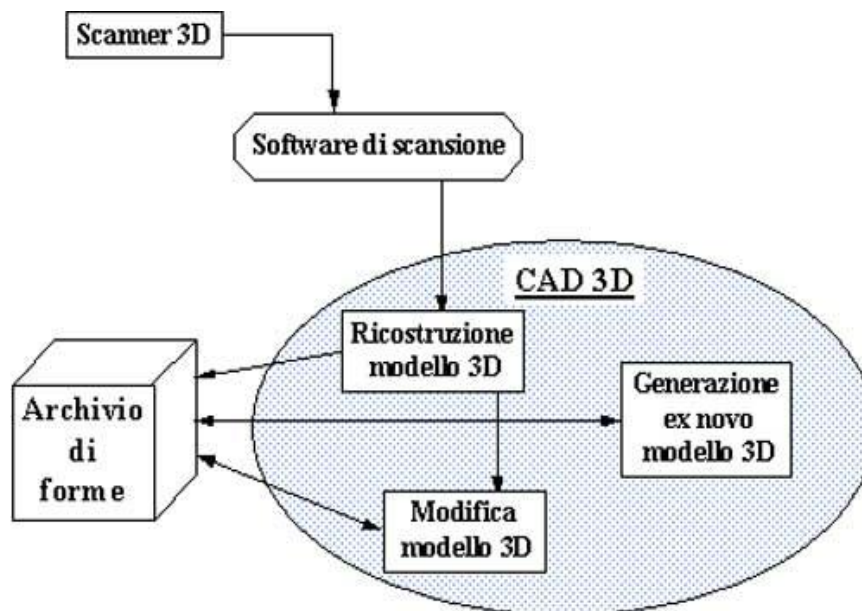 Scanner 3D
Software di scansione
CAD 3D
Ricostruzione
modello 3D
Generazione
ex novo
modello 3D
Archivio
di
forme
Modifica
modello 3D